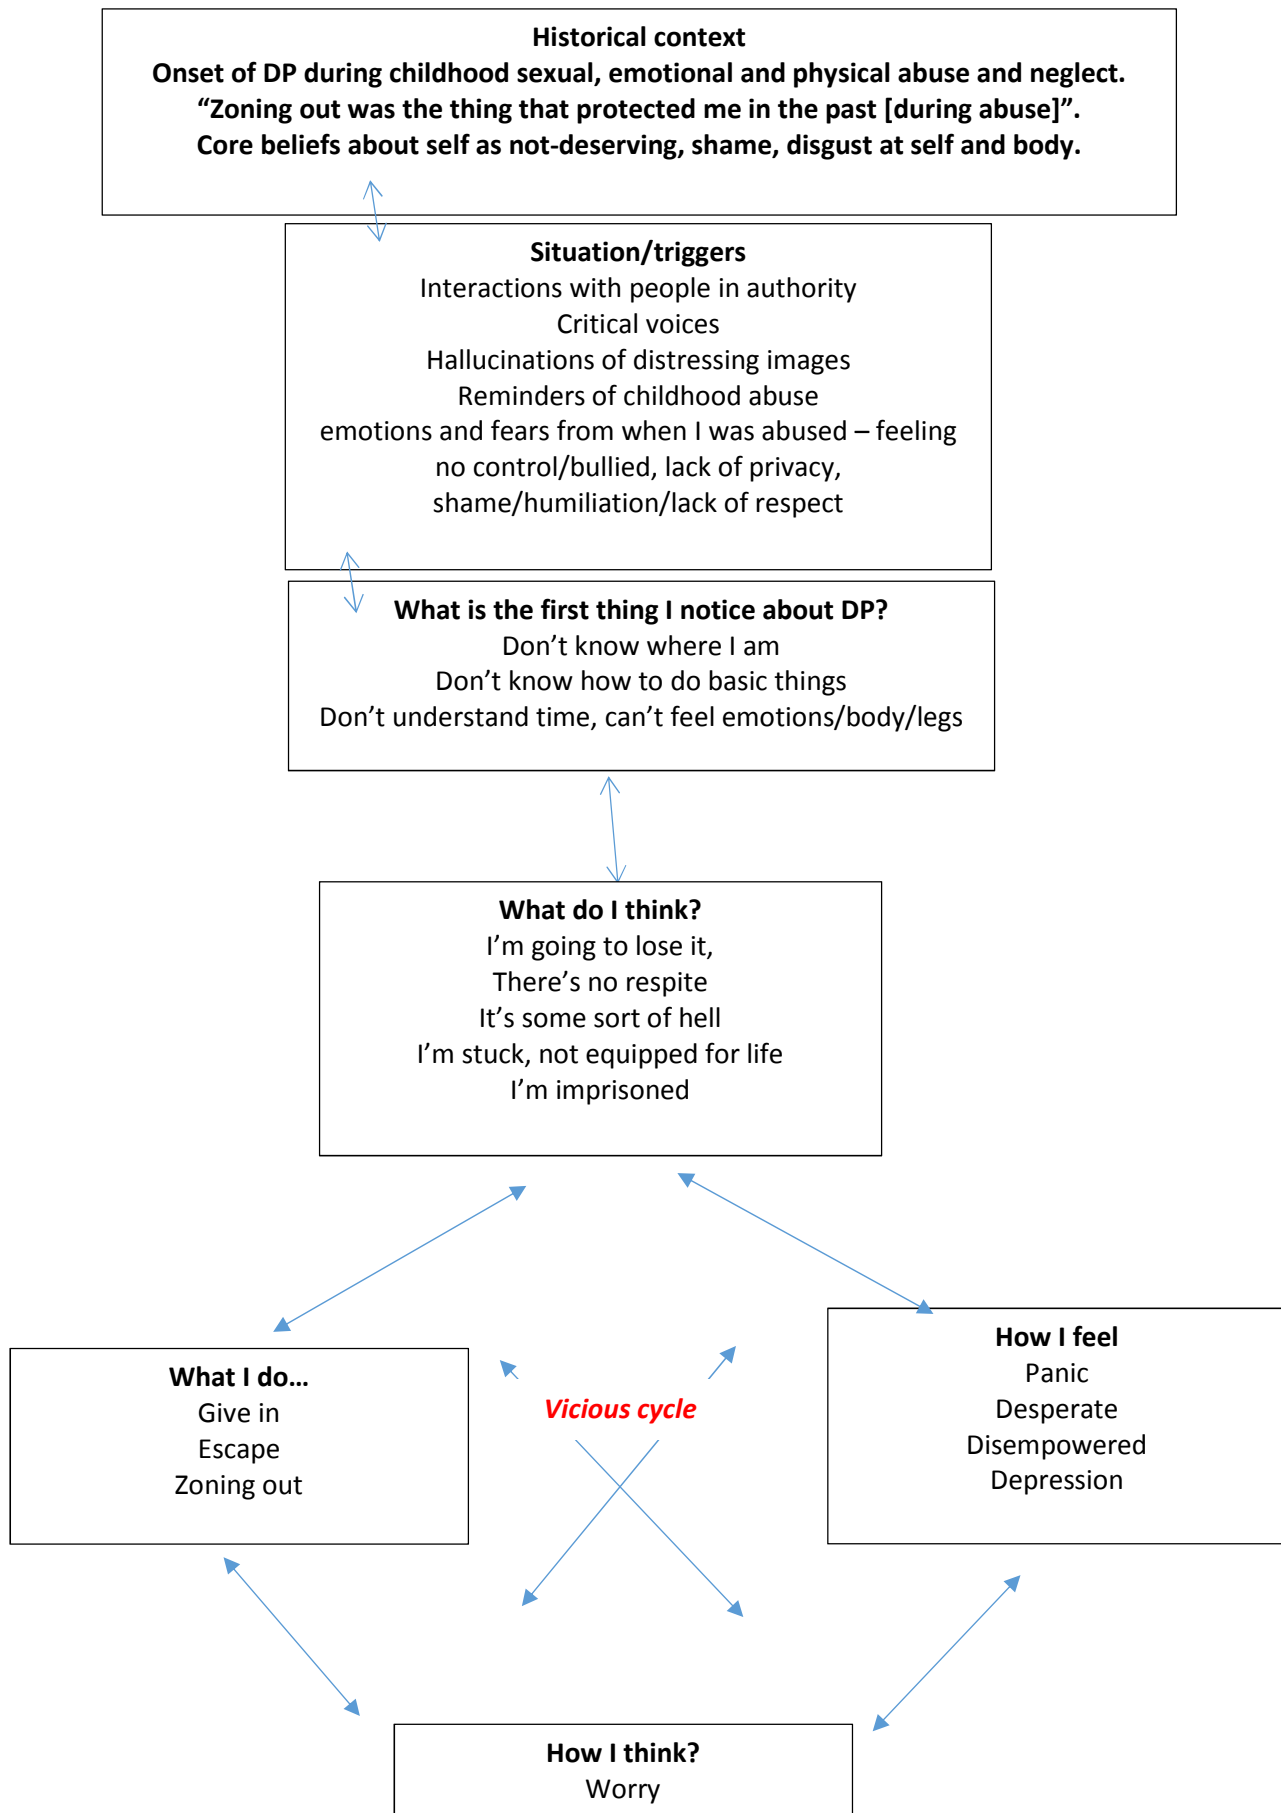 Historical context
Onset of DP during childhood sexual, emotional and physical abuse and neglect.
“Zoning out was the thing that protected me in the past [during abuse]”.
Core beliefs about self as not-deserving, shame, disgust at self and body.
Situation/triggers
Interactions with people in authority
Critical voices
Hallucinations of distressing images
Reminders of childhood abuse
emotions and fears from when I was abused – feeling
no control/bullied, lack of privacy,
shame/humiliation/lack of respect
What is the first thing I notice about DP?
Don’t know where I am
Don’t know how to do basic things
Don’t understand time, can’t feel emotions/body/legs
What do I think?
I’m going to lose it,
There’s no respite
It’s some sort of hell
I’m stuck, not equipped for life
I’m imprisoned
What I do…
Give in
Escape
Zoning out
Vicious cycle
How I feel
Panic
Desperate
Disempowered
Depression
How I think?
Worry